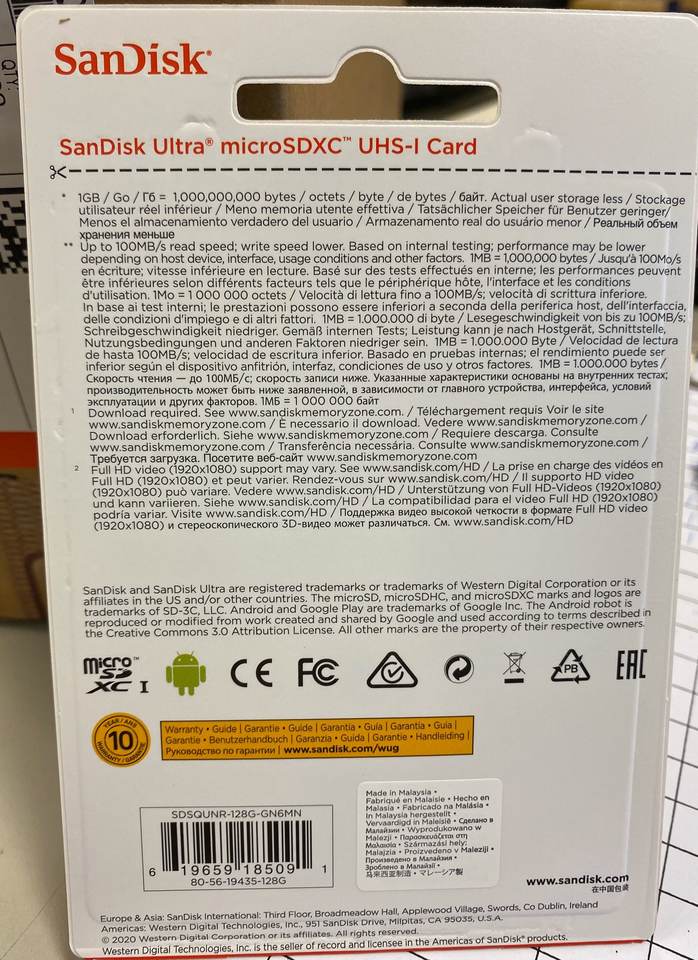 SanDisk®
SanDisk Ultra® microSDXC™ UHS-I Card
* 1GB / Go / Гб = 1,000,000,000 bytes / octets / byte / de bytes / байт. Actual user storage less / Stockage
utilisateur réel inférieur / Meno memoria utente effettiva / Tatsächlicher Speicher für Benutzer geringer/
Menos el almacenamiento verdadero del usuario / Armazenamento real do usuário menor / Реальный объем
хранения меньше
** Up to 100MB/s read speed; write speed lower. Based on internal testing; performance may be lower
depending on host device, interface, usage conditions and other factors. 1MB = 1,000,000 bytes / Jusqu'à 100Mo/s
en écriture; vitesse inférieure en lecture. Basé sur des tests effectués en interne; les performances peuvent
être inférieures selon différents facteurs tels que le périphérique hôte, l'interface et les conditions
d'utilisation. 1Mo = 1 000 000 octets / Velocità di lettura fino a 100MB/s; velocità di scrittura inferiore.
In base ai test interni; le prestazioni possono essere inferiori a seconda della periferica host, dell'interfaccia,
delle condizioni d'impiego e di altri fattori. 1MB = 1.000.000 di byte / Lesegeschwindigkeit von bis zu 100MB/s;
Schreibgeschwindigkeit niedriger. Gemäß internen Tests; Leistung kann je nach Hostgerät, Schnittstelle,
Nutzungsbedingungen und anderen Faktoren niedriger sein. 1MB = 1.000.000 Byte / Velocidad de lectura
de hasta 100MB/s; velocidad de escritura inferior. Basado en pruebas internas; el rendimiento puede ser
inferior según el dispositivo anfitrión, interfaz, condiciones de uso y otros factores. 1MB = 1.000.000 bytes /
Скорость чтения — до 100МБ/с; скорость записи ниже. Указанные характеристики основаны на внутренних тестах;
производительность может быть ниже заявленной, в зависимости от главного устройства, интерфейса, условий
эксплуатации и других факторов. 1МБ = 1 000 000 байт
1 Download required. See www.sandiskmemoryzone.com. / Téléchargement requis Voir le site
www.sandiskmemoryzone.com / È necessario il download. Vedere www.sandiskmemoryzone.com /
Download erforderlich. Siehe www.sandiskmemoryzone.com / Requiere descarga. Consulte
www.sandiskmemoryzone.com / Transferência necessária. Consulte www.sandiskmemoryzone.com /
Требуется загрузка. Посетите веб-сайт www.sandiskmemoryzone.com
2 Full HD video (1920x1080) support may vary. See www.sandisk.com/HD / La prise en charge des vidéos en
Full HD (1920x1080) et peut varier. Rendez-vous sur www.sandisk.com/HD / Il supporto HD video
(1920x1080) può variare. Vedere www.sandisk.com/HD / Unterstützung von Full HD-Videos (1920x1080)
und kann variieren. Siehe www.sandisk.com/HD / La compatibilidad para el video Full HD (1920x1080)
podría variar. Visite www.sandisk.com/HD / Поддержка видео высокой четкости в формате Full HD video
(1920x1080) и стереоскопического 3D-видео может различаться. См. www.sandisk.com/HD
SanDisk and SanDisk Ultra are registered trademarks or trademarks of Western Digital Corporation or its
affiliates in the US and/or other countries. The microSD, microSDHC, and microSDXC marks and logos are
trademarks of SD-3C, LLC. Android and Google Play are trademarks of Google Inc. The Android robot is
reproduced or modified from work created and shared by Google and used according to terms described in
the Creative Commons 3.0 Attribution License. All other marks are the property of their respective owners.
micro SD XC I CE FC PB EAC
YEAR/ANS 10 WARRANTY/GARANTIE
Warranty • Guide | Garantie • Guide | Garantia • Guía | Garantia • Guia |
Garantie • Benutzerhandbuch | Garanzia • Guida | Garantie • Handleiding |
Руководство по гарантии | www.sandisk.com/wug
SDSQUNR-128G-GN6MN
6 19659 18509 1
80-56-19435-128G
Made in Malaysia •
Fabriqué en Malaisie • Hecho en
Malasia • Fabricado na Malásia •
In Malaysia hergestellt •
Vervaardigd in Maleisië • Сделано в
Малайзии • Wyprodukowano w
Malezji • Παρασκευάζεται στη
Μαλαισία • Származási hely:
Malajzia • Proizvedeno v Maleziji •
Произведено в Малайзия •
Зроблено в Малайзії •
马来西亚制造 • マレーシア製
www.sandisk.com
在中国包装
Europe & Asia: SanDisk International: Third Floor, Broadmeadow Hall, Applewood Village, Swords, Co Dublin, Ireland
Americas: Western Digital Technologies, Inc., 951 SanDisk Drive, Milpitas, CA 95035, U.S.A.
© 2020 Western Digital Corporation or its affiliates. All rights reserved.
Western Digital Technologies, Inc. is the seller of record and licensee in the Americas of SanDisk® products.
QTY: